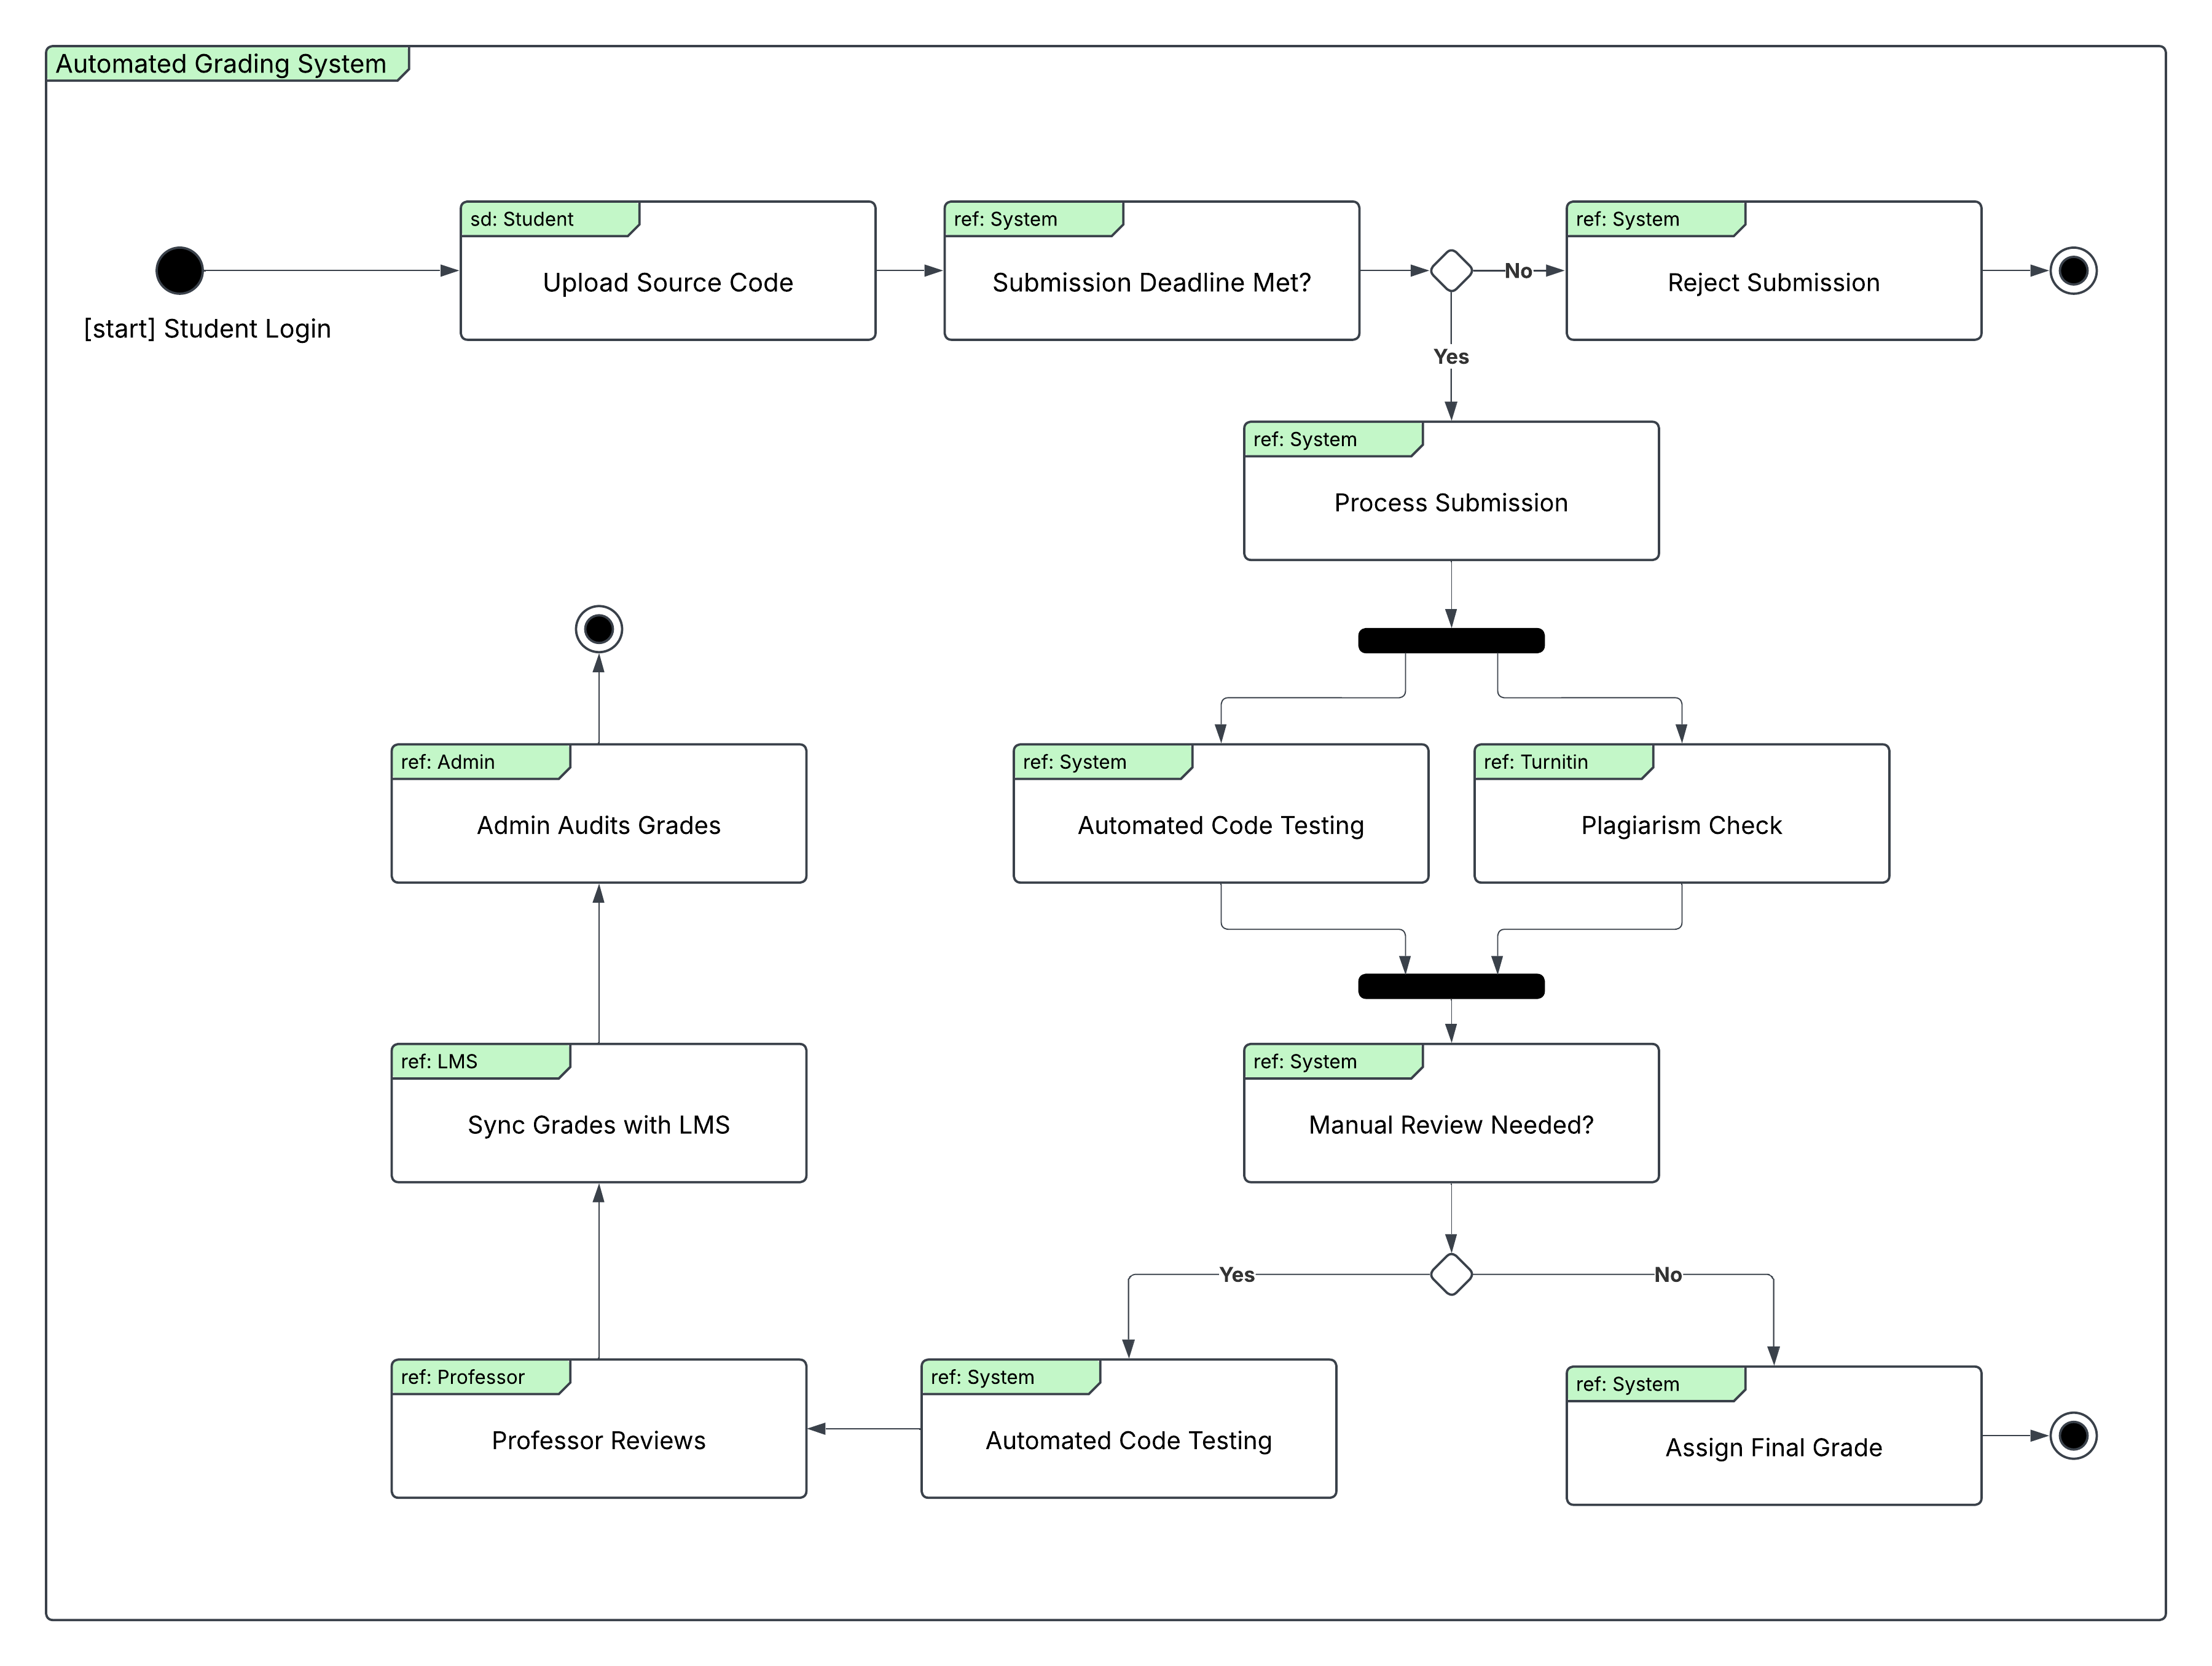 Automated Grading System
[start] Student Login
sd: Student
Upload Source Code
ref: System
Submission Deadline Met?
No
ref: System
Reject Submission
Yes
ref: System
Process Submission
ref: System
Automated Code Testing
ref: Turnitin
Plagiarism Check
ref: System
Manual Review Needed?
Yes
No
ref: System
Assign Final Grade
ref: System
Automated Code Testing
ref: Professor
Professor Reviews
ref: LMS
Sync Grades with LMS
ref: Admin
Admin Audits Grades